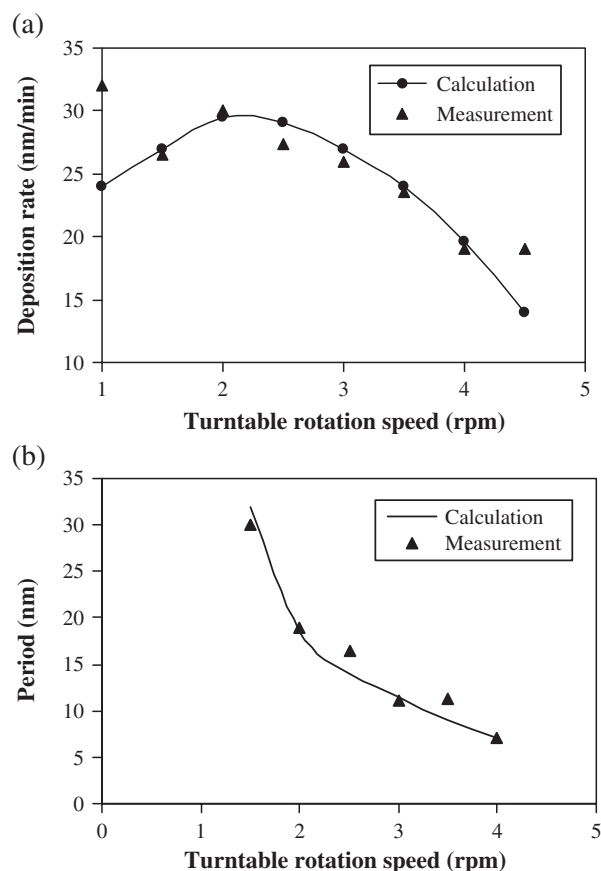 (a)
35
30
25
20
15
10
Deposition rate (nm/min)
Calculation
Measurement
1 2 3 4 5
Turntable rotation speed (rpm)
(b)
35
30
25
20
15
10
5
0
Period (nm)
Calculation
Measurement
0 1 2 3 4 5
Turntable rotation speed (rpm)